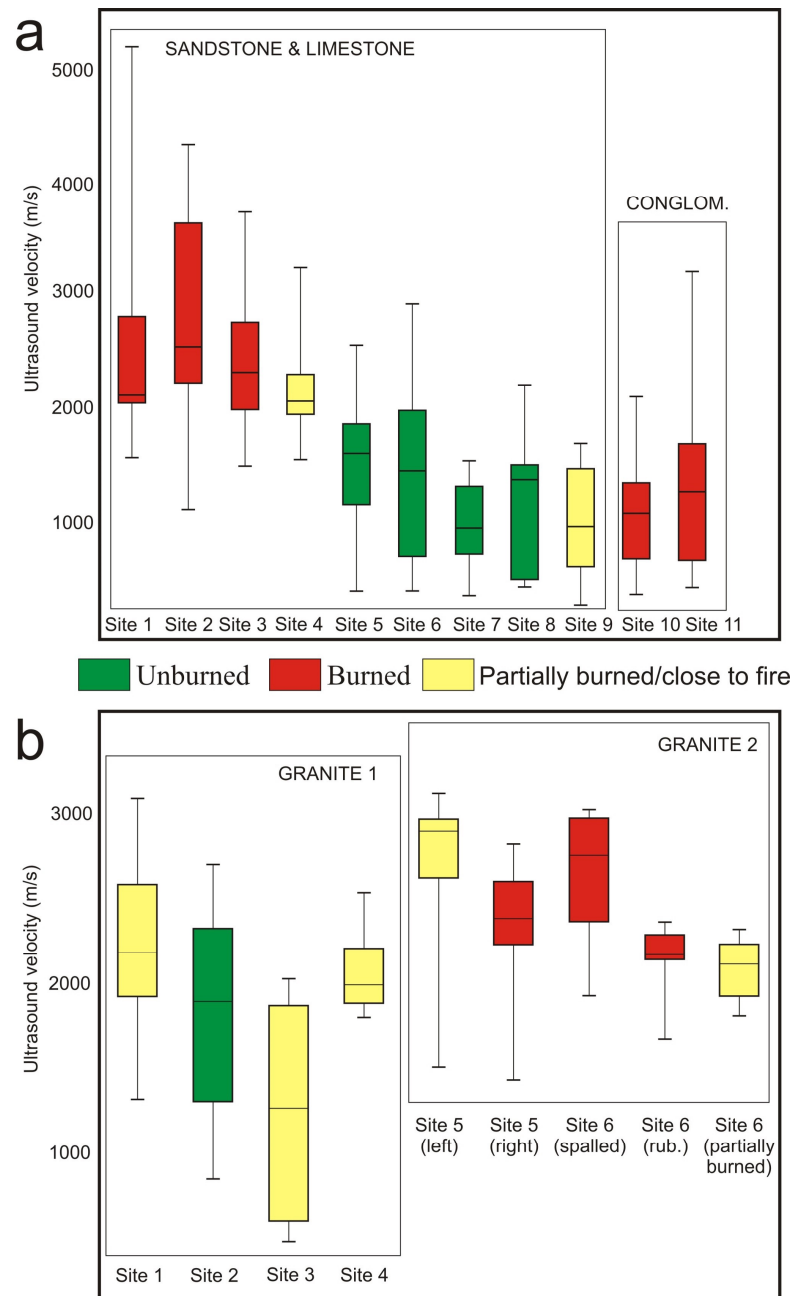 a
SANDSTONE & LIMESTONE
5000
4000
CONGLOM.
3000
Ultrasound velocity (m/s)
2000
1000
Site 1 Site 2 Site 3 Site 4 Site 5 Site 6 Site 7 Site 8 Site 9 Site 10 Site 11
Unburned Burned Partially burned/close to fire
b
GRANITE 2
GRANITE 1
3000
Ultrasound velocity (m/s)
2000
1000
Site 5 Site 5 Site 6 Site 6 Site 6
(left) (right) (spalled) (rub.) (partially
burned)
Site 1 Site 2 Site 3 Site 4